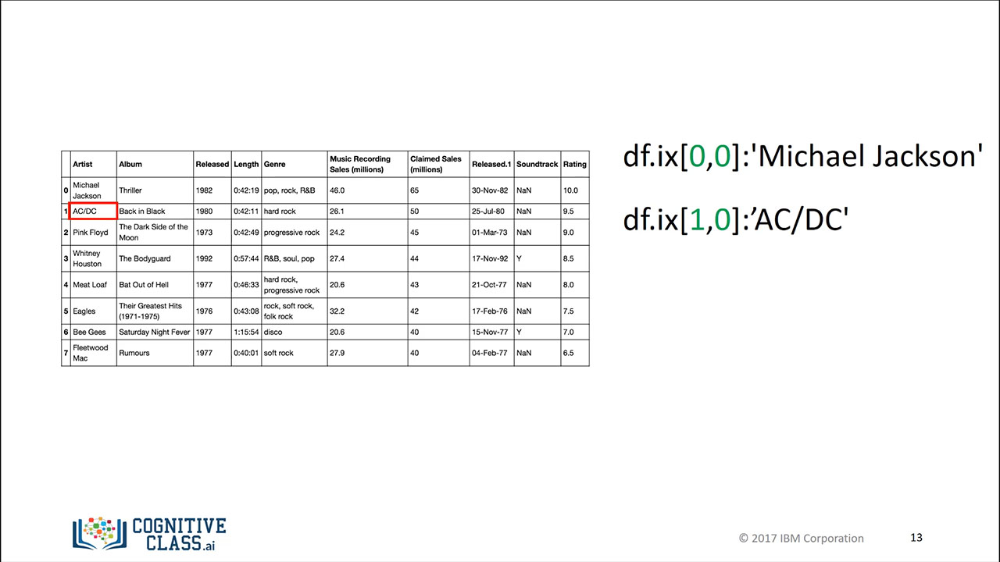 Artist Album Released Length Genre Music Recording Sales (millions) Claimed Sales (millions) Released.1 Soundtrack Rating
0 Michael Jackson Thriller 1982 0:42:19 pop, rock, R&B 46.0 65 30-Nov-82 NaN 10.0
1 AC/DC Back in Black 1980 0:42:11 hard rock 26.1 50 25-Jul-80 NaN 9.5
2 Pink Floyd The Dark Side of the Moon 1973 0:42:49 progressive rock 24.2 45 01-Mar-73 NaN 9.0
3 Whitney Houston The Bodyguard 1992 0:57:44 R&B, soul, pop 27.4 44 17-Nov-92 Y 8.5
4 Meat Loaf Bat Out of Hell 1977 0:46:33 hard rock, progressive rock 20.6 43 21-Oct-77 NaN 8.0
5 Eagles Their Greatest Hits (1971-1975) 1976 0:43:08 rock, soft rock, folk rock 32.2 42 17-Feb-76 NaN 7.5
6 Bee Gees Saturday Night Fever 1977 1:15:54 disco 20.6 40 15-Nov-77 Y 7.0
7 Fleetwood Mac Rumours 1977 0:40:01 soft rock 27.9 40 04-Feb-77 NaN 6.5
df.ix[0,0]:'Michael Jackson'
df.ix[1,0]:’AC/DC'
COGNITIVE
CLASS.ai
© 2017 IBM Corporation
13